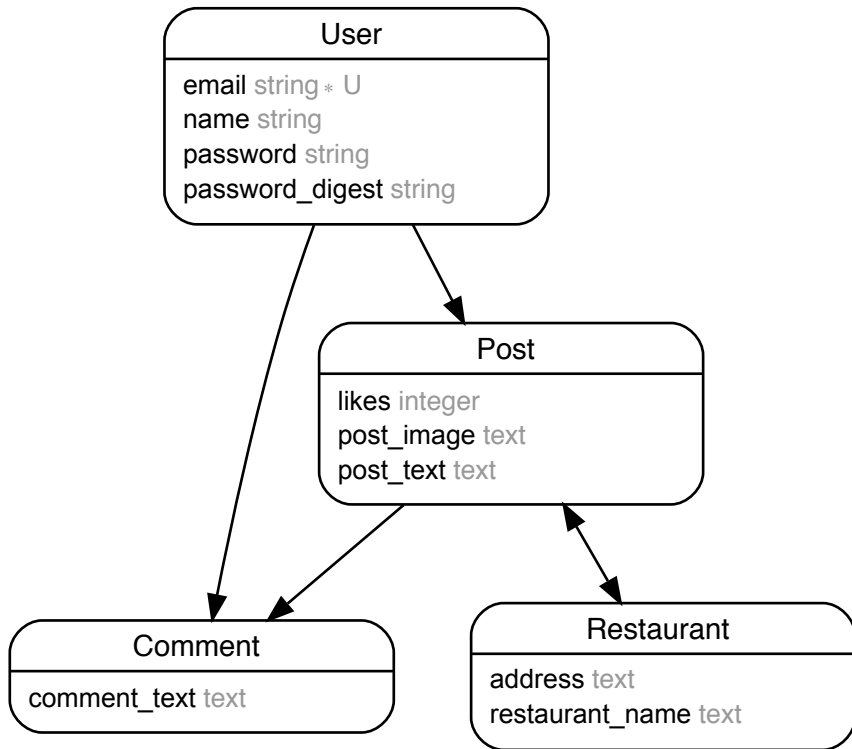 User
email string * U
name string
password string
password_digest string
Post
likes integer
post_image text
post_text text
Comment
comment_text text
Restaurant
address text
restaurant_name text